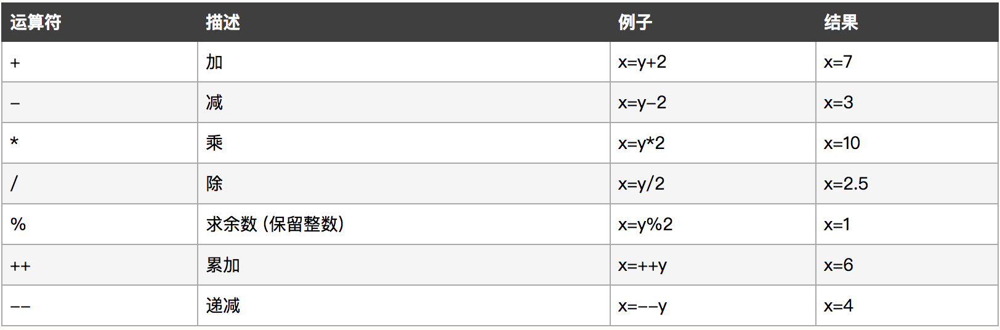 运算符 描述 例子 结果
+ 加 x=y+2 x=7
– 减 x=y–2 x=3
* 乘 x=y*2 x=10
/ 除 x=y/2 x=2.5
% 求余数 (保留整数) x=y%2 x=1
++ 累加 x=++y x=6
–– 递减 x=––y x=4